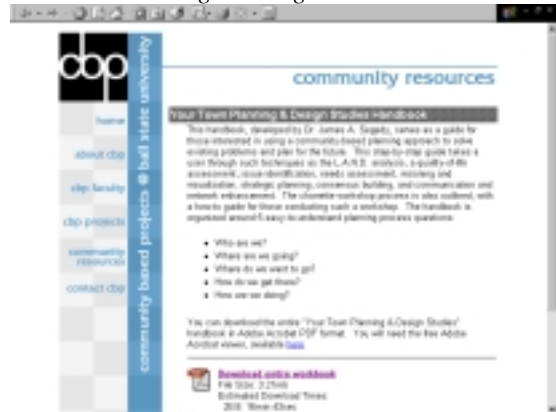 cbp
community based projects @ ball state university
community resources
home
about cbp
cbp faculty
cbp projects
community
resources
contact cbp
Your Town Planning & Design Studies Handbook
This handbook, developed by Dr. James A. Segedy, serves as a guide for
those interested in using a community-based planning approach to solve
existing problems and plan for the future. This step-by-step guide takes a
user through such techniques as the L.A.N.D. analysis, a quality-of-life
assessment, issue identification, needs assessment, visioning and
visualization, strategic planning, consensus building, and communication and
network enhancement. The charrette workshop process is also outlined, with
a how-to guide for those conducting such a workshop. The handbook is
organized around 5 easy-to-understand planning process questions:
• Who are we?
• Where are we going?
• Where do we want to go?
• How do we get there?
• How are we doing?
You can download the entire "Your Town Planning & Design Studies"
handbook in Adobe Acrobat PDF format. You will need the free Adobe
Acrobat viewer, available here.
Download entire workbook
File Size: 3.21mb
Estimated Download Times: